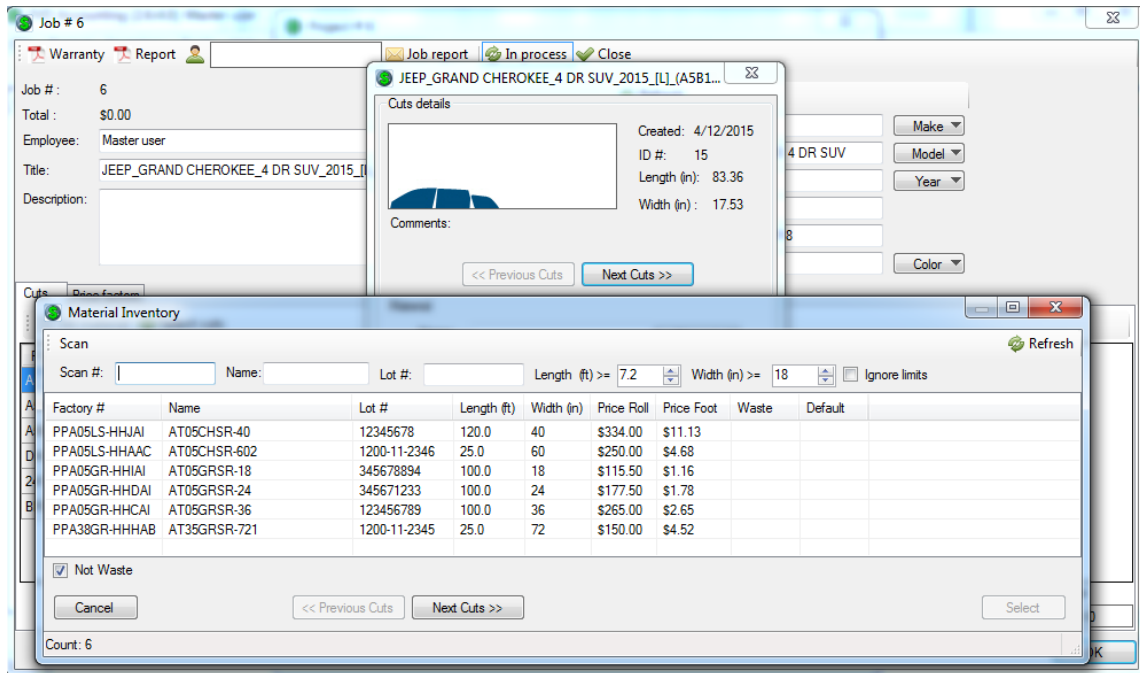 Job # 6
Warranty Report Job report In process Close
Job # : 6
Total : $0.00
Employee: Master user
Title: JEEP_GRAND CHEROKEE_4 DR SUV_2015_[L
Description:
JEEP_GRAND CHEROKEE_4 DR SUV_2015_[L]_(A5B1...
Cuts details
Created: 4/12/2015
ID #: 15
Length (in): 83.36
Width (in) : 17.53
Comments:
<< Previous Cuts Next Cuts >>
Make
4 DR SUV Model
Year
8
Color
Cuts Price factors
Material Inventory
Scan Refresh
Scan #: Name: Lot #: Length (ft) >= 7.2 Width (in) >= 18 Ignore limits
Factory # Name Lot # Length (ft) Width (in) Price Roll Price Foot Waste Default
PPA05LS-HHJAI AT05CHSR-40 12345678 120.0 40 $334.00 $11.13
PPA05LS-HHAAC AT05CHSR-602 1200-11-2346 25.0 60 $250.00 $4.68
PPA05GR-HHIAI AT05GRSR-18 345678894 100.0 18 $115.50 $1.16
PPA05GR-HHDAI AT05GRSR-24 345671233 100.0 24 $177.50 $1.78
PPA05GR-HHCAI AT05GRSR-36 123456789 100.0 36 $265.00 $2.65
PPA38GR-HHHAB AT35GRSR-721 1200-11-2345 25.0 72 $150.00 $4.52
Not Waste
Cancel << Previous Cuts Next Cuts >> Select
Count: 6
OK